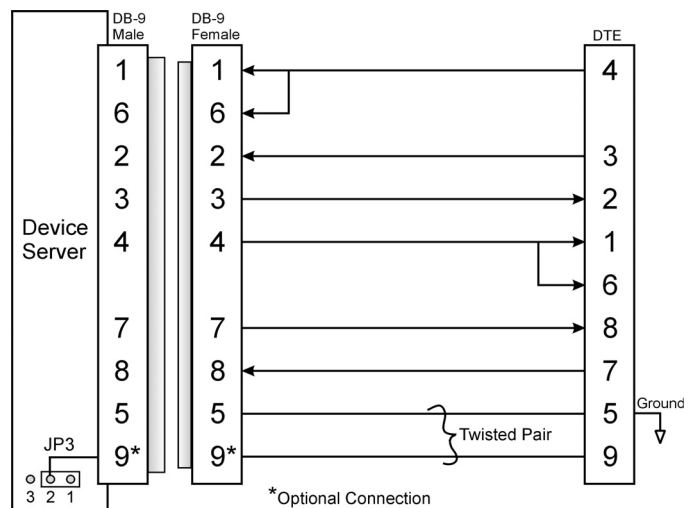 DB-9 Male
DB-9 Female
DTE
1 1 4
6 6
2 2 3
3 3 2
Device Server
4 4 1
6
7 7 8
8 8 7
5 5 Twisted Pair 5 Ground
JP3
9* 9* 9
3 2 1
*Optional Connection